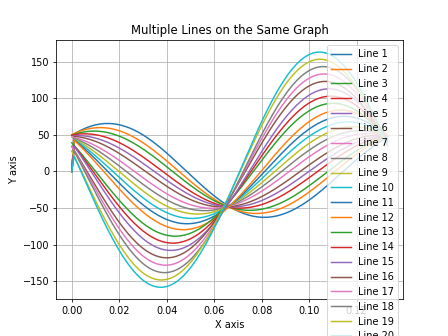 Multiple Lines on the Same Graph
Y axis
150
100
50
0
−50
−100
−150
0.00
0.02
0.04
0.06
0.08
0.10
X axis
Line 1
Line 2
Line 3
Line 4
Line 5
Line 6
Line 7
Line 8
Line 9
Line 10
Line 11
Line 12
Line 13
Line 14
Line 15
Line 16
Line 17
Line 18
Line 19
Line 20